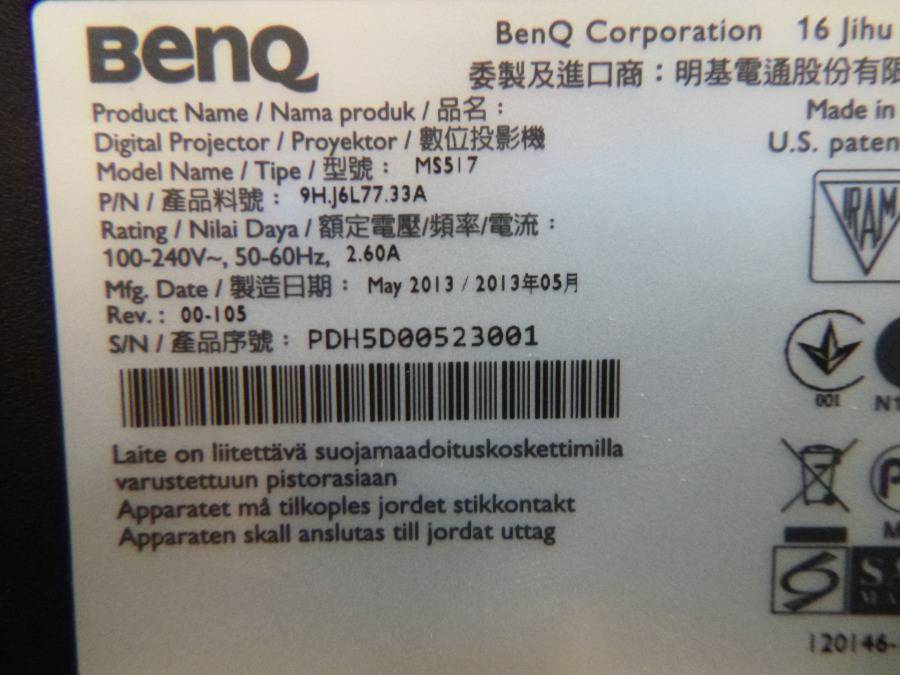 BenQ
BenQ Corporation 16 Jihu
委製及進口商：明基電通股份有限
Product Name / Nama produk / 品名：
Digital Projector / Proyektor / 數位投影機
Model Name / Tipe / 型號： MS517
P/N / 產品料號： 9H.J6L77.33A
Rating / Nilai Daya / 額定電壓/頻率/電流：
100-240V~, 50-60Hz, 2.60A
Mfg. Date / 製造日期： May 2013 / 2013年05月
Rev. : 00-105
S/N / 產品序號： PDH5D00523001
Laite on liitettävä suojamaadoituskoskettimilla
varustettuun pistorasiaan
Apparatet må tilkoples jordet stikkontakt
Apparaten skall anslutas till jordat uttag
Made in
U.S. paten
IRAM
001
N1
120146-